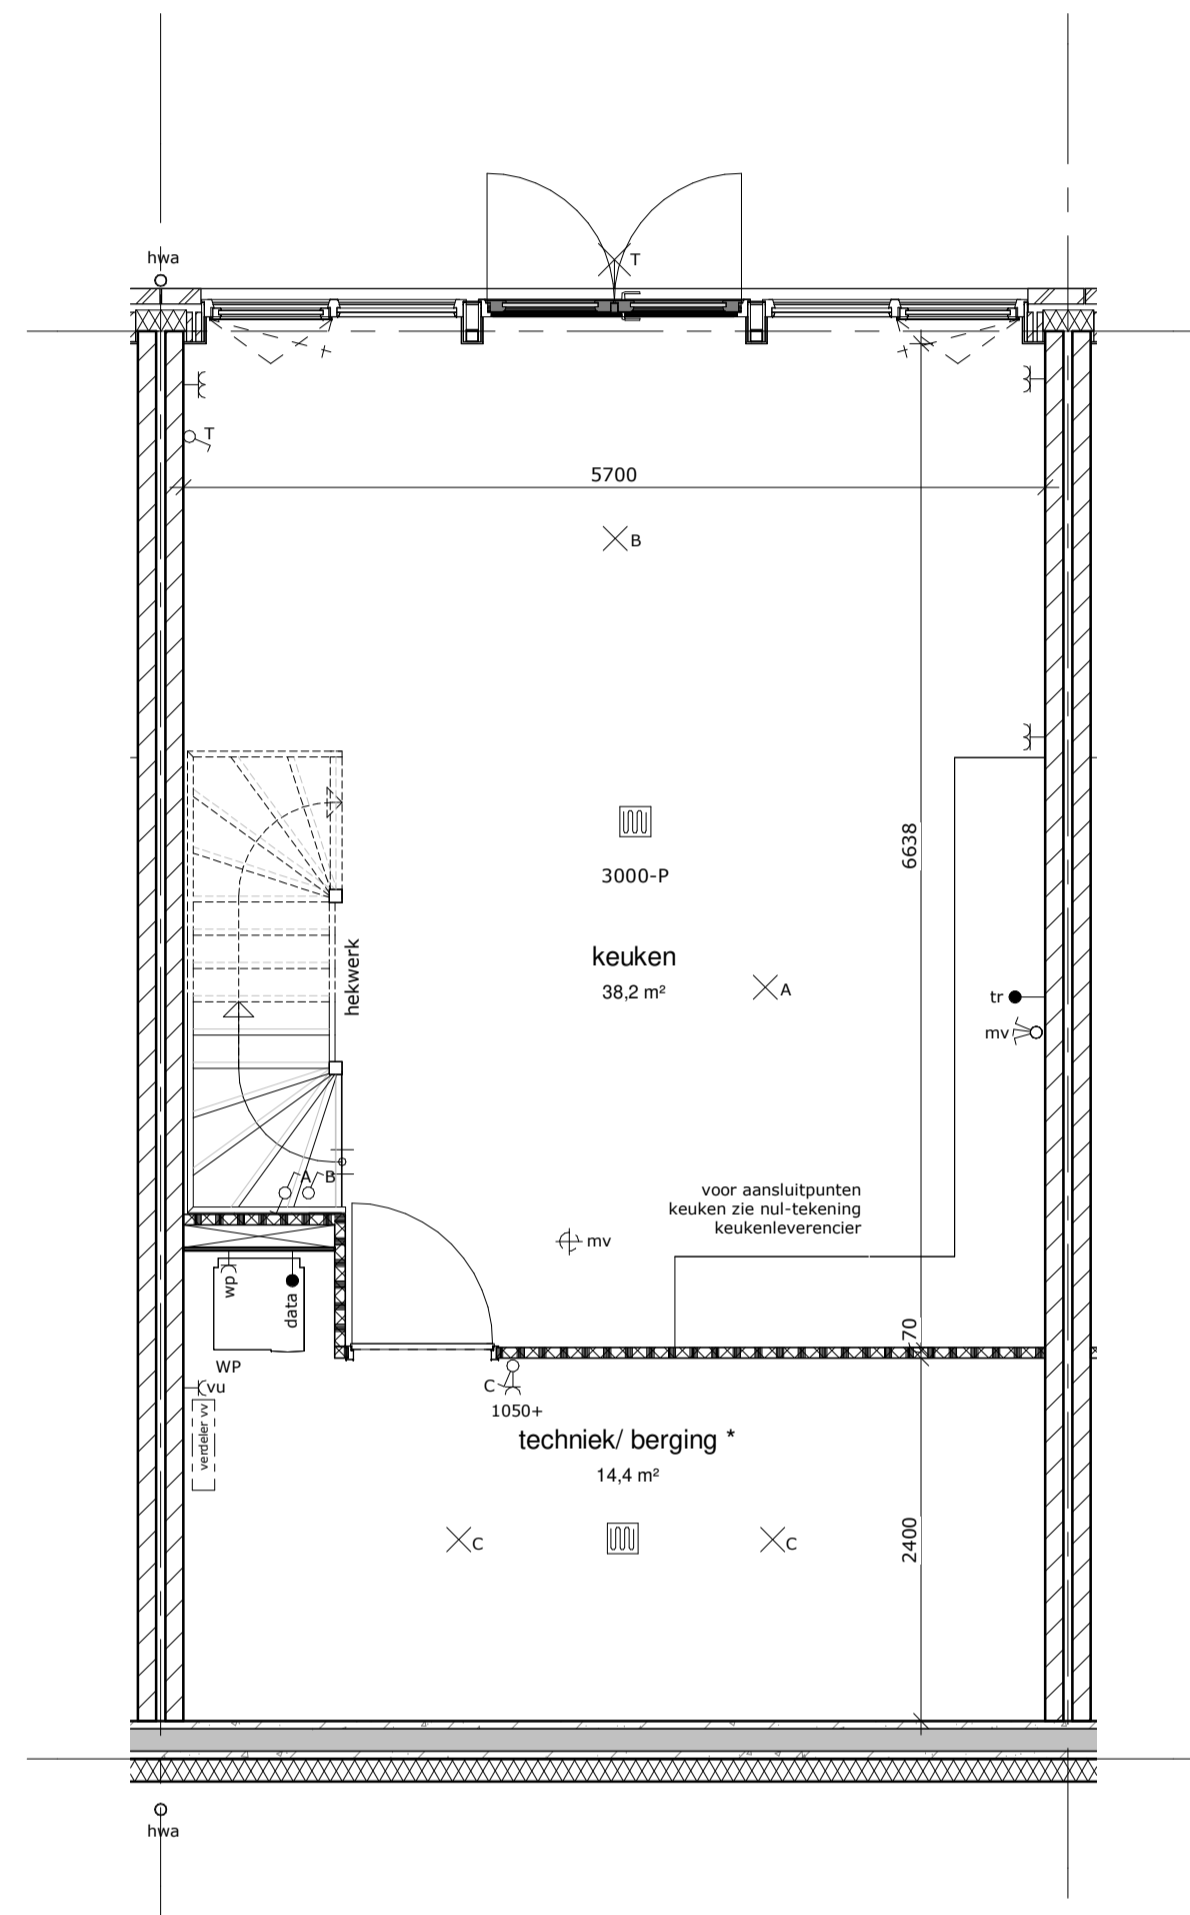 hwa
T
T
5700
B
3000-P
6638
keuken
38,2 m²
A
hekwerk
tr
mv
A
B
voor aansluitpunten
keuken zie nul-tekening
keukenleverencier
mv
wp
data
70
WP
vu
verdeler vv
C
1050+
techniek/ berging *
14,4 m²
C
C
2400
hwa